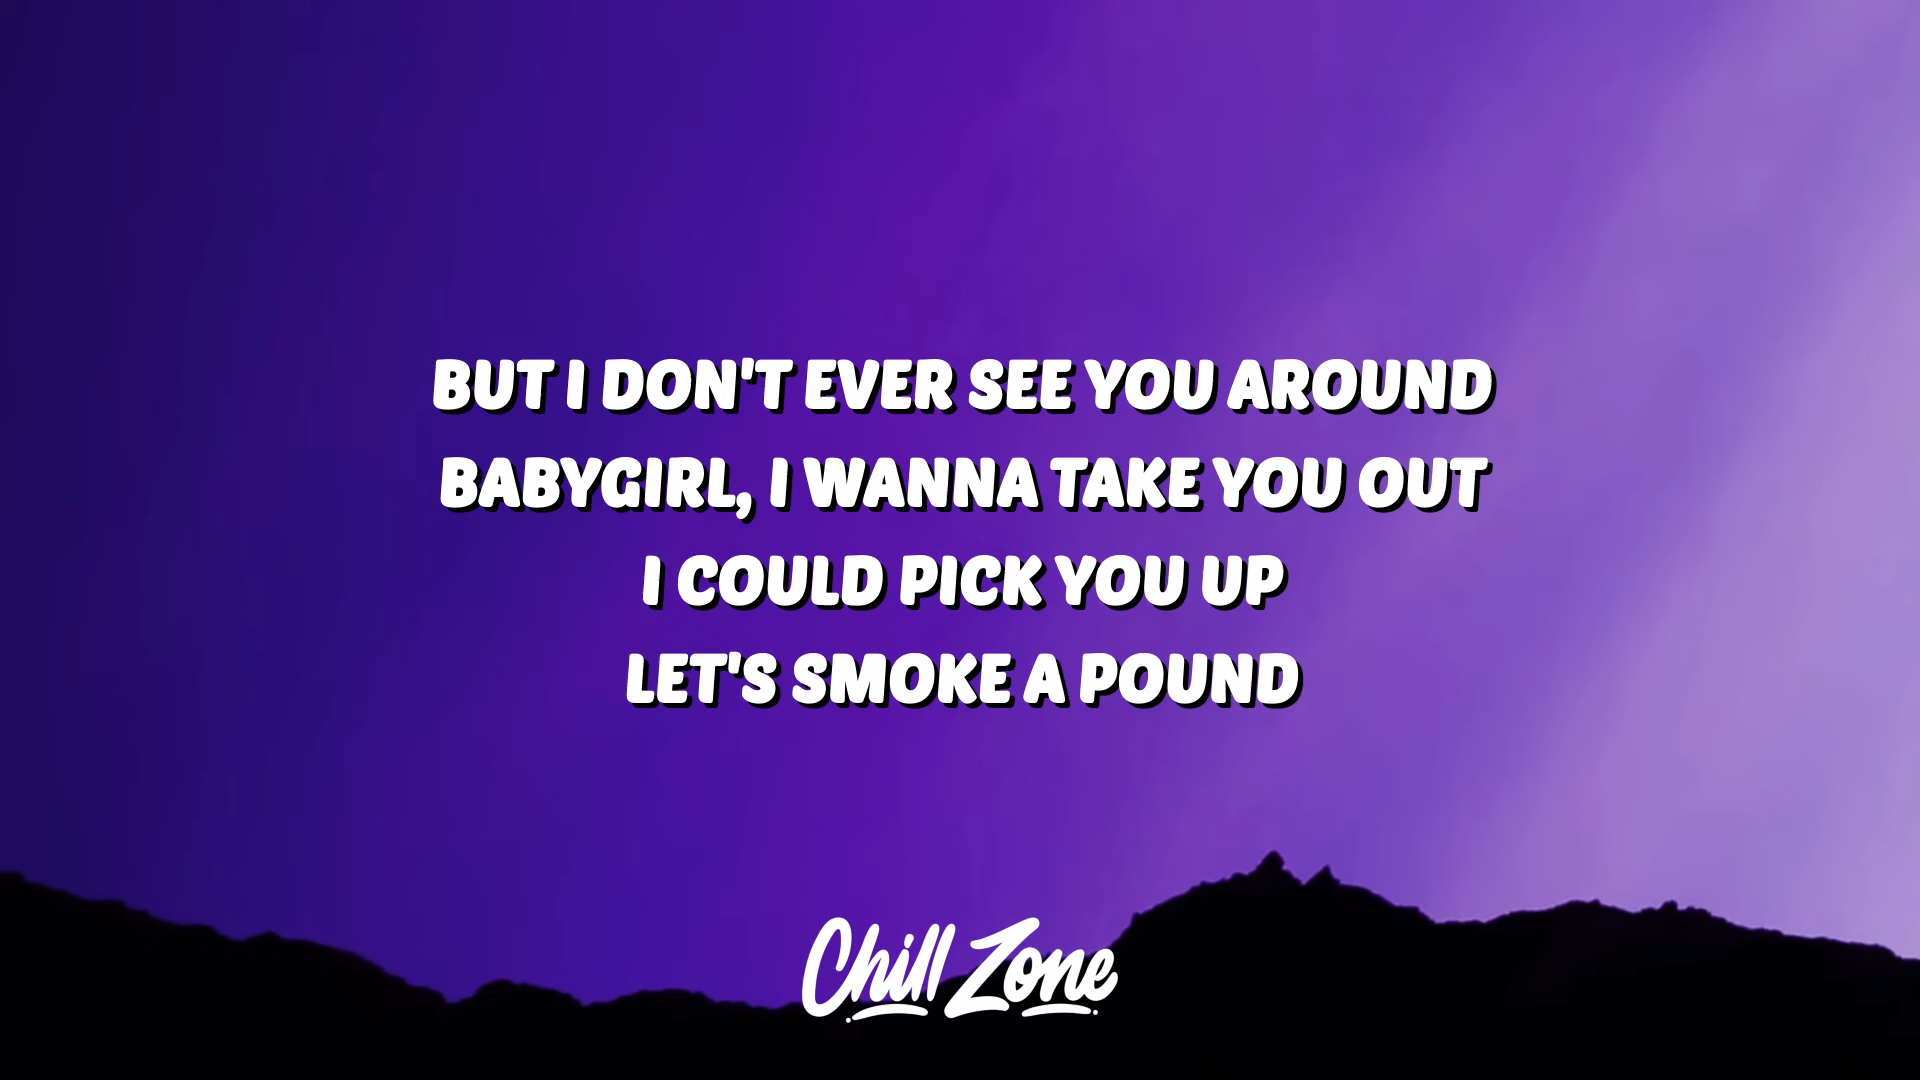 BUT I DON'T EVER SEE YOU AROUND
BABYGIRL, I WANNA TAKE YOU OUT
I COULD PICK YOU UP
LET'S SMOKE A POUND
Chill Zone